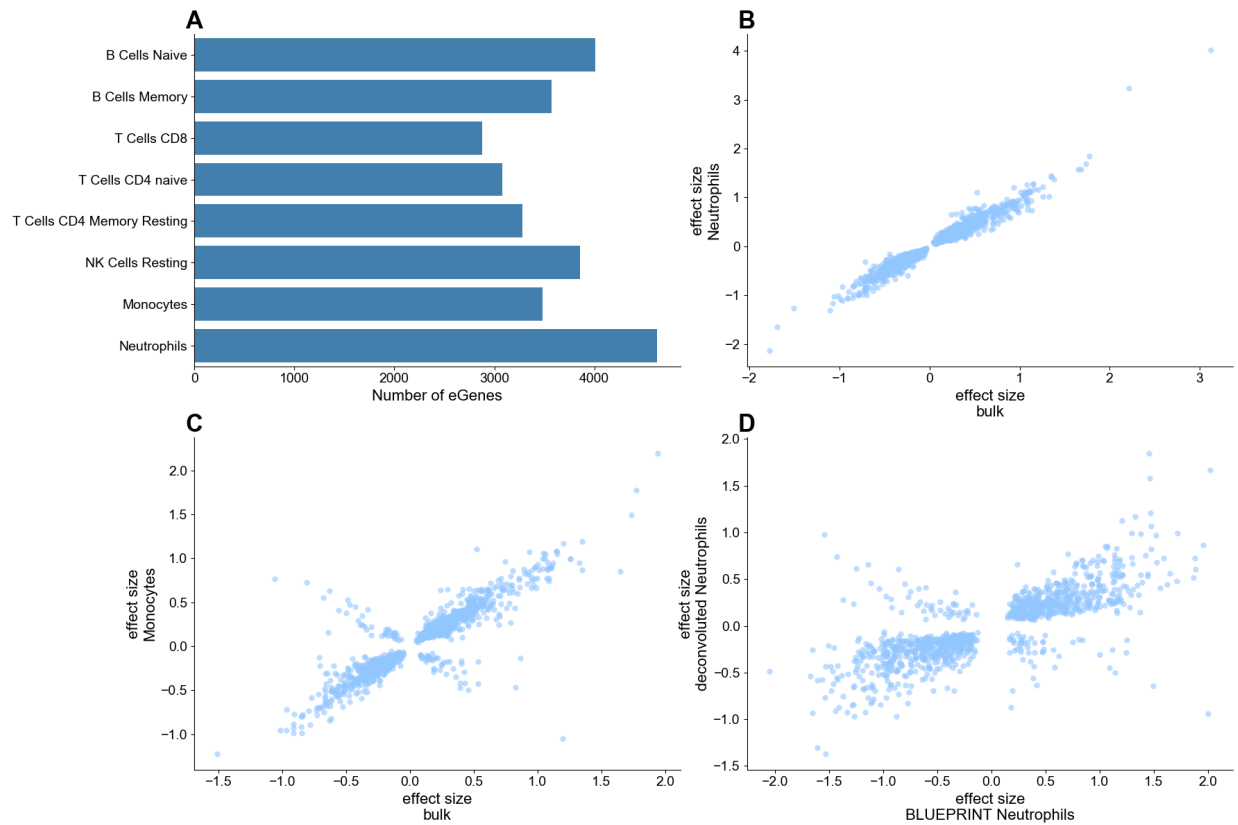 A
B Cells Naive
B Cells Memory
T Cells CD8
T Cells CD4 naive
T Cells CD4 Memory Resting
NK Cells Resting
Monocytes
Neutrophils
0 1000 2000 3000 4000
Number of eGenes
B
effect size
Neutrophils
4
3
2
1
0
−1
−2
−2 −1 0 1 2 3
effect size
bulk
C
effect size
Monocytes
2.0
1.5
1.0
0.5
0.0
−0.5
−1.0
−1.5 −1.0 −0.5 0.0 0.5 1.0 1.5 2.0
effect size
bulk
D
effect size
deconvoluted Neutrophils
2.0
1.5
1.0
0.5
0.0
−0.5
−1.0
−1.5
−2.0 −1.5 −1.0 −0.5 0.0 0.5 1.0 1.5 2.0
effect size
BLUEPRINT Neutrophils